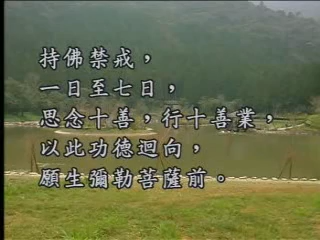 持佛禁戒，
一日至七日，
思念十善，行十善業，
以此功德迴向，
願生彌勒菩薩前。